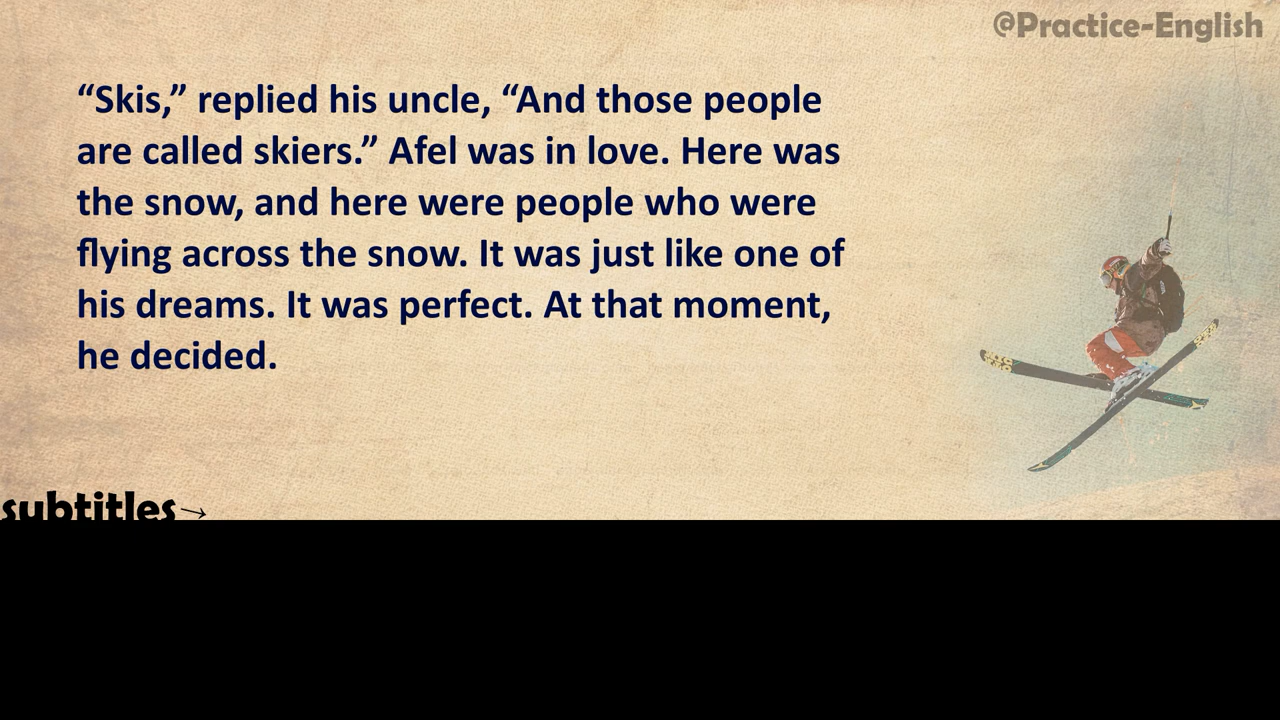 @Practice-English
“Skis,” replied his uncle, “And those people
are called skiers.” Afel was in love. Here was
the snow, and here were people who were
flying across the snow. It was just like one of
his dreams. It was perfect. At that moment,
he decided.
subtitles→